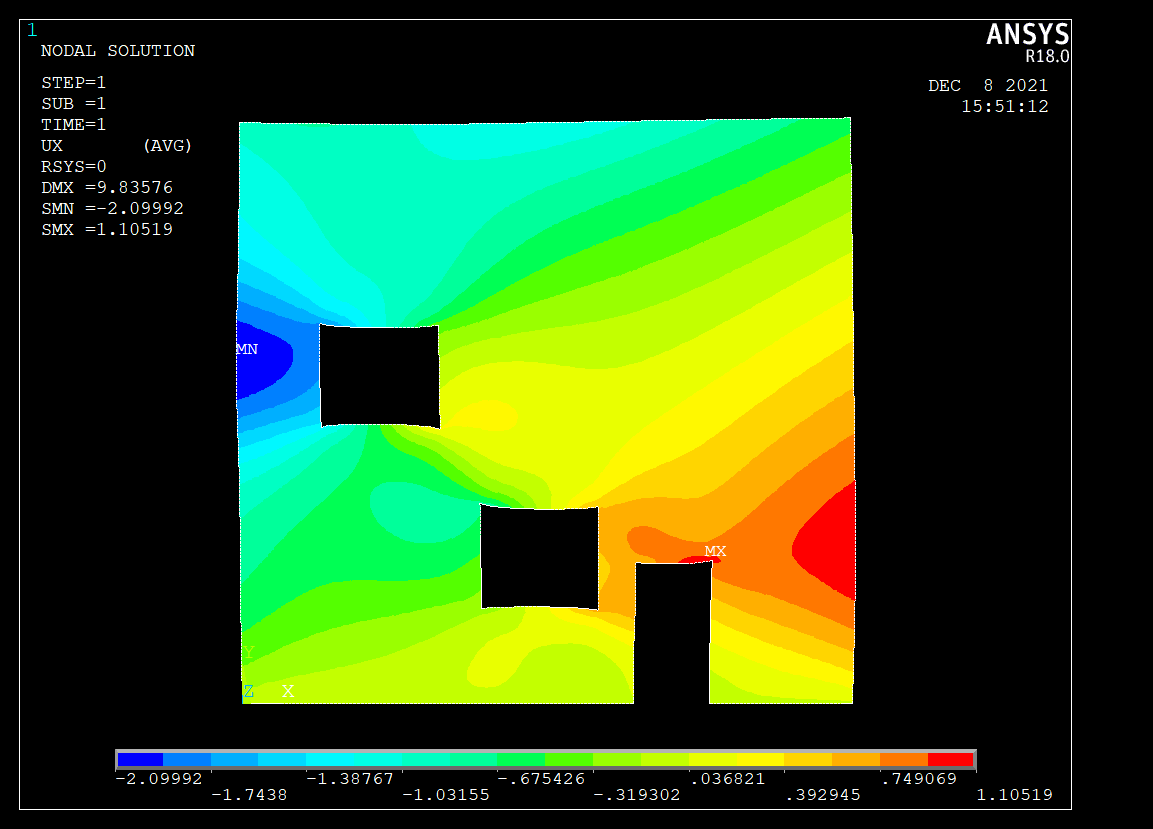 1
ANSYS
R18.0
NODAL SOLUTION
STEP=1
SUB =1
TIME=1
UX (AVG)
RSYS=0
DMX =9.83576
SMN =-2.09992
SMX =1.10519
DEC 8 2021
15:51:12
MN
MX
Y
Z X
-2.09992 -1.38767 -.675426 .036821 .749069
-1.7438 -1.03155 -.319302 .392945 1.10519